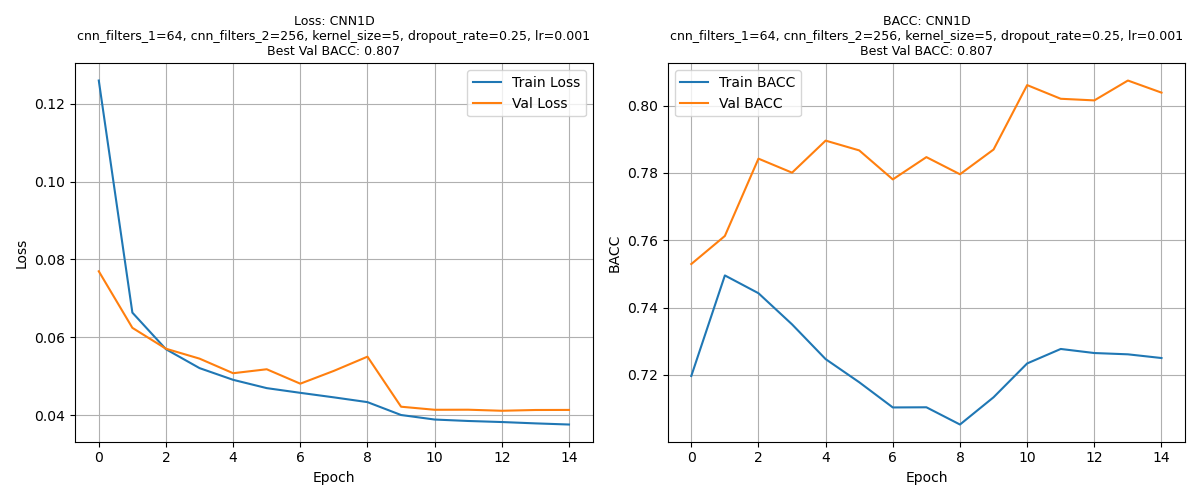 Loss: CNN1D
cnn_filters_1=64, cnn_filters_2=256, kernel_size=5, dropout_rate=0.25, lr=0.001
Best Val BACC: 0.807
Train Loss
Val Loss
0.12
0.10
0.08
0.06
0.04
Loss
0 2 4 6 8 10 12 14
Epoch
BACC: CNN1D
cnn_filters_1=64, cnn_filters_2=256, kernel_size=5, dropout_rate=0.25, lr=0.001
Best Val BACC: 0.807
Train BACC
Val BACC
0.80
0.78
0.76
0.74
0.72
BACC
0 2 4 6 8 10 12 14
Epoch